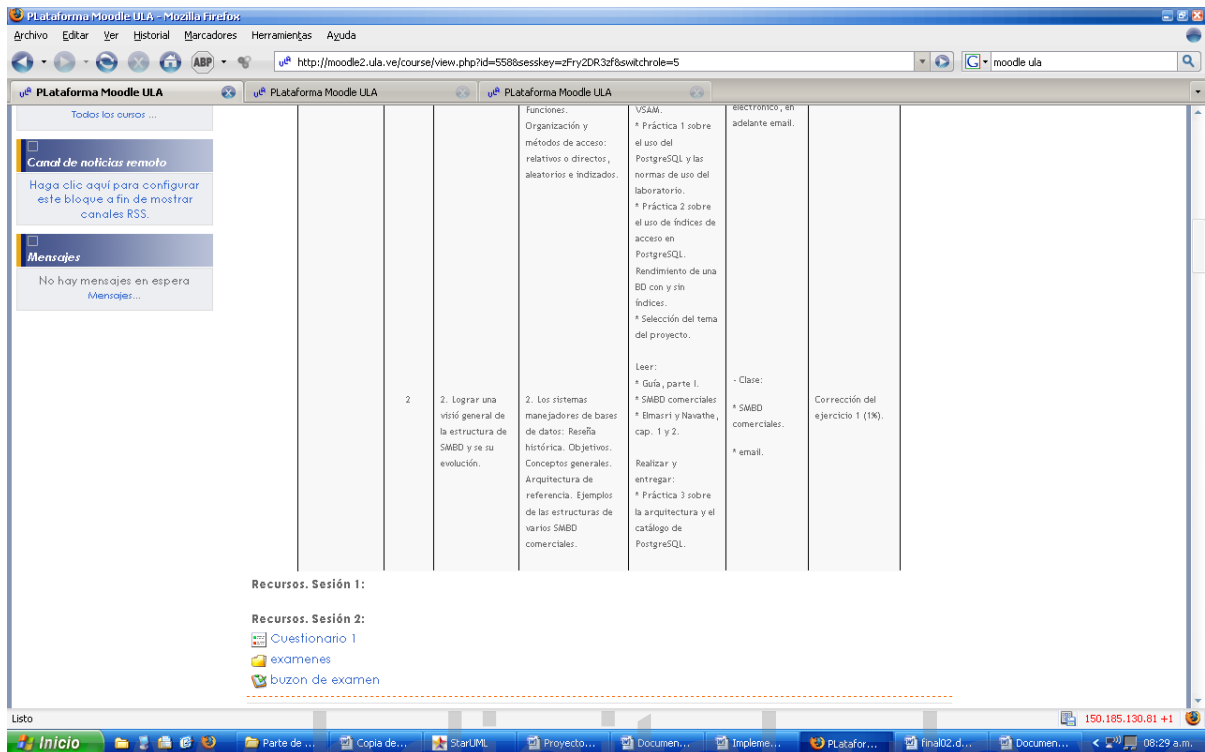 PLataforma Moodle ULA - Mozilla Firefox
Archivo Editar Ver Historial Marcadores Herramientas Ayuda
ABP
http://moodle2.ula.ve/course/view.php?id=558&sesskey=zFry2DR3zf&switchrole=5
moodle ula
PLataforma Moodle ULA
PLataforma Moodle ULA
PLataforma Moodle ULA
Todos los cursos ...
Canal de noticias remoto
Haga clic aquí para configurar
este bloque a fin de mostrar
canales RSS.
Mensajes
No hay mensajes en espera
Mensajes...
Funciones.
Organización y
métodos de acceso:
relativos o directos,
aleatorios e indizados.
VSAM.
* Práctica 1 sobre
el uso del
PostgreSQL y las
normas de uso del
laboratorio.
* Práctica 2 sobre
el uso de índices de
acceso en
PostgreSQL.
Rendimiento de una
BD con y sin
índices.
* Selección del tema
del proyecto.
electrónico, en
adelante email.
2
2. Lograr una
visió general de
la estructura de
SMBD y se su
evolución.
2. Los sistemas
manejadores de bases
de datos: Reseña
histórica. Objetivos.
Conceptos generales.
Arquitectura de
referencia. Ejemplos
de las estructuras de
varios SMBD
comerciales.
Leer:
* Guía, parte I.
* SMBD comerciales
* Elmasri y Navathe,
cap. 1 y 2.
Realizar y
entregar:
* Práctica 3 sobre
la arquitectura y el
catálogo de
PostgreSQL.
- Clase:
* SMBD
comerciales.
* email.
Corrección del
ejercicio 1 (1%).
Recursos. Sesión 1:
Recursos. Sesión 2:
Cuestionario 1
examenes
buzon de examen
Listo
150.185.130.81 +1
Inicio
Parte de ...
Copia de...
StarUML
Proyecto...
Documen...
Impleme...
PLatafor...
final02.d...
Documen...
08:29 a.m.